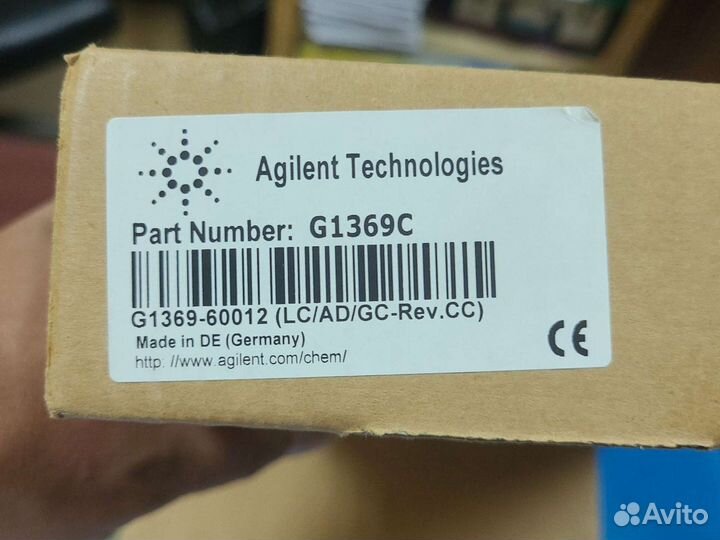 Agilent Technologies
Part Number: G1369C
G1369-60012 (LC/AD/GC-Rev.CC)
Made in DE (Germany)
http: //www.agilent.com/chem/
CE
Avito